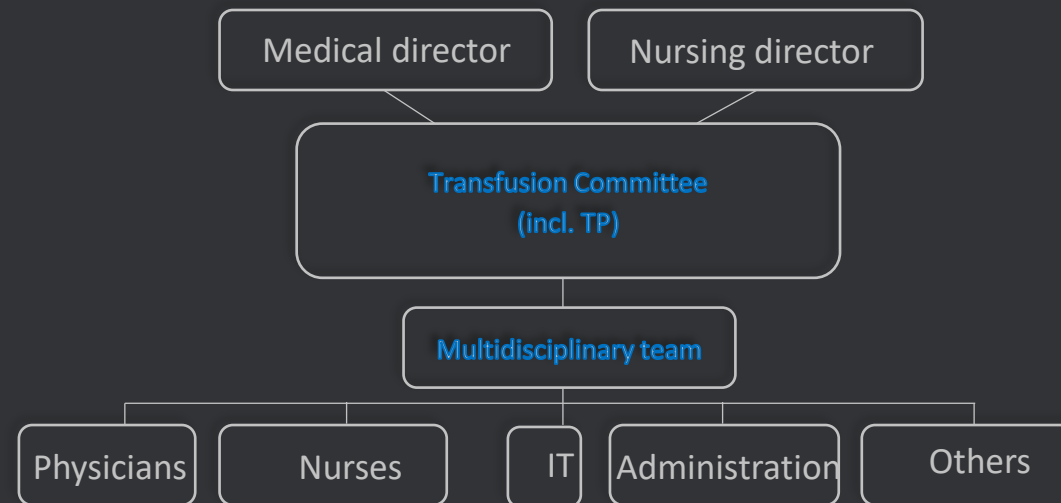 Medical director
Nursing director
Transfusion Committee
(incl. TP)
Multidisciplinary team
Physicians
Nurses
IT
Administration
Others